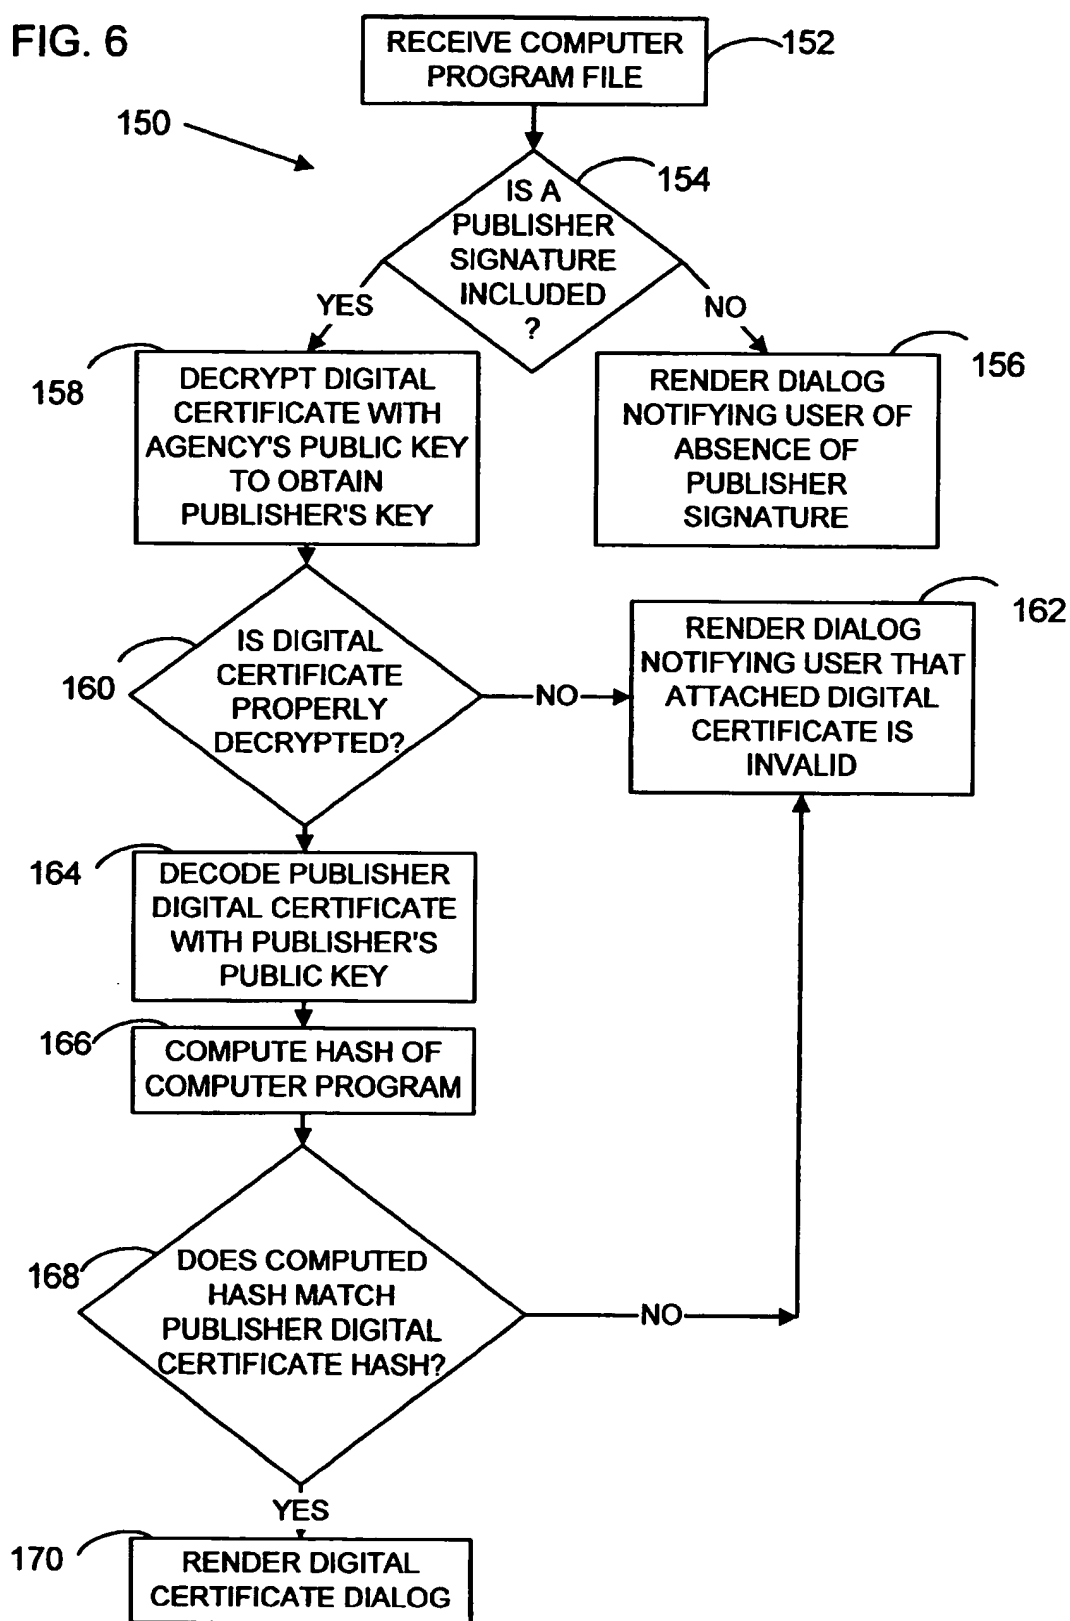 FIG. 6
RECEIVE COMPUTER
PROGRAM FILE
152
150
154
IS A
PUBLISHER
SIGNATURE
INCLUDED
?
YES
NO
158
DECRYPT DIGITAL
CERTIFICATE WITH
AGENCY'S PUBLIC KEY
TO OBTAIN
PUBLISHER'S KEY
156
RENDER DIALOG
NOTIFYING USER OF
ABSENCE OF
PUBLISHER
SIGNATURE
160
IS DIGITAL
CERTIFICATE
PROPERLY
DECRYPTED?
NO
162
RENDER DIALOG
NOTIFYING USER THAT
ATTACHED DIGITAL
CERTIFICATE IS
INVALID
164
DECODE PUBLISHER
DIGITAL CERTIFICATE
WITH PUBLISHER'S
PUBLIC KEY
166
COMPUTE HASH OF
COMPUTER PROGRAM
168
DOES COMPUTED
HASH MATCH
PUBLISHER DIGITAL
CERTIFICATE HASH?
NO
YES
170
RENDER DIGITAL
CERTIFICATE DIALOG